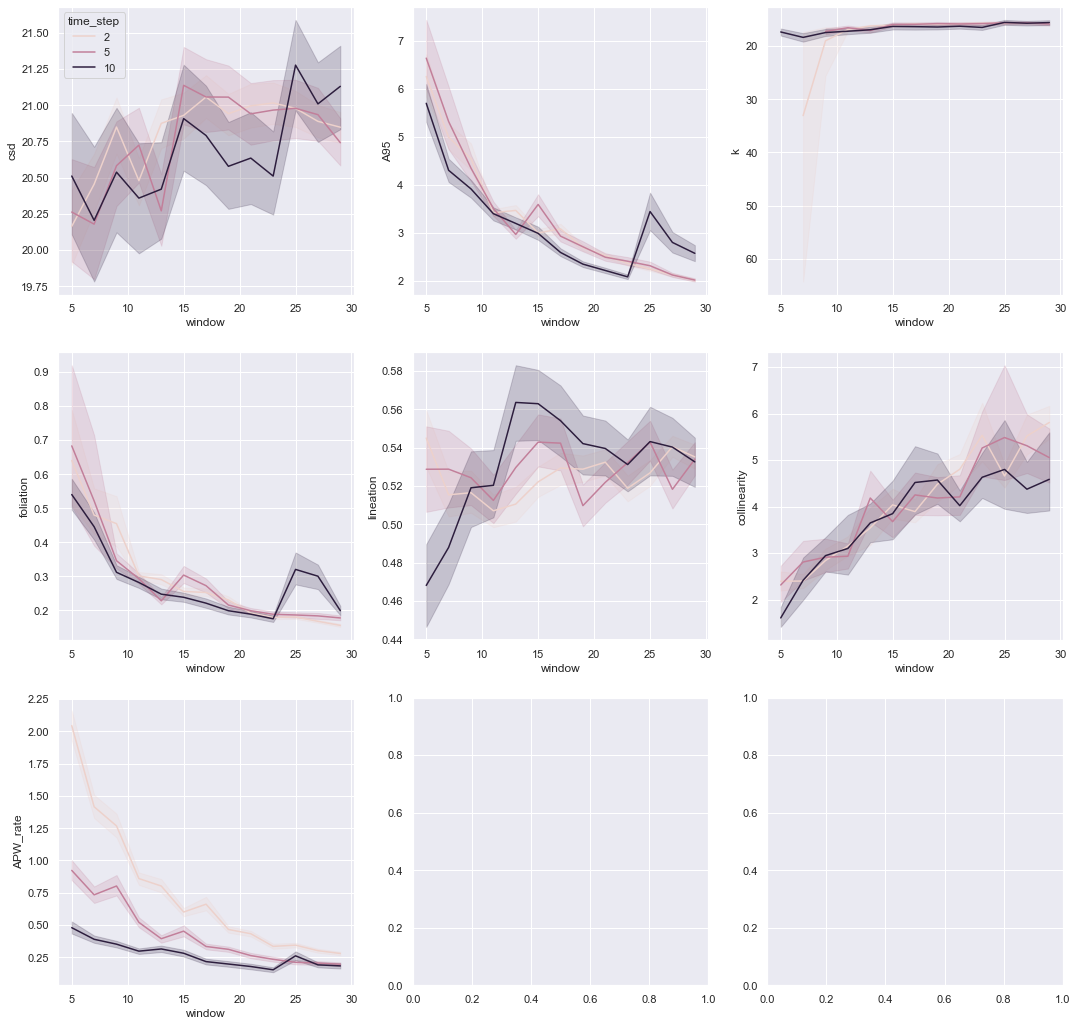 time_step
2
5
10
21.50
21.25
21.00
20.75
20.50
20.25
20.00
19.75
csd
5 10 15 20 25 30
window
7
6
5
4
3
2
A95
5 10 15 20 25 30
window
20
30
40
50
60
k
5 10 15 20 25 30
window
0.9
0.8
0.7
0.6
0.5
0.4
0.3
0.2
foliation
5 10 15 20 25 30
window
0.58
0.56
0.54
0.52
0.50
0.48
0.46
0.44
lineation
5 10 15 20 25 30
window
7
6
5
4
3
2
collinearity
5 10 15 20 25 30
window
2.25
2.00
1.75
1.50
1.25
1.00
0.75
0.50
0.25
APW_rate
5 10 15 20 25 30
window
1.0
0.8
0.6
0.4
0.2
0.0
0.0 0.2 0.4 0.6 0.8 1.0
1.0
0.8
0.6
0.4
0.2
0.0
0.0 0.2 0.4 0.6 0.8 1.0